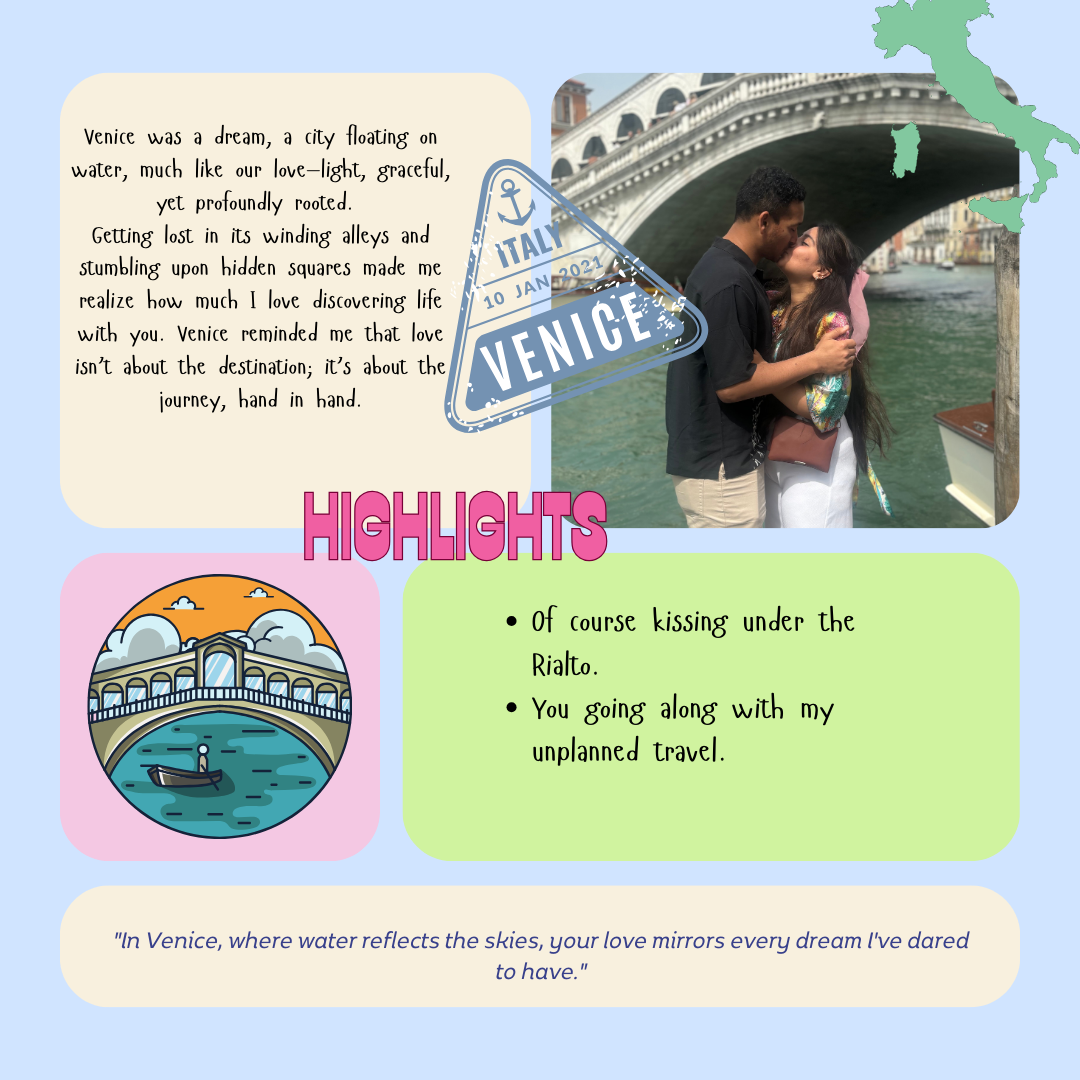 Venice was a dream, a city floating on
water, much like our love—light, graceful,
yet profoundly rooted.
Getting lost in its winding alleys and
stumbling upon hidden squares made me
realize how much I love discovering life
with you. Venice reminded me that love
isn't about the destination; it's about the
journey, hand in hand.
ITALY
10 JAN 2021
VENICE
HIGHLIGHTS
• Of course kissing under the
Rialto.
• You going along with my
unplanned travel.
"In Venice, where water reflects the skies, your love mirrors every dream I've dared
to have."